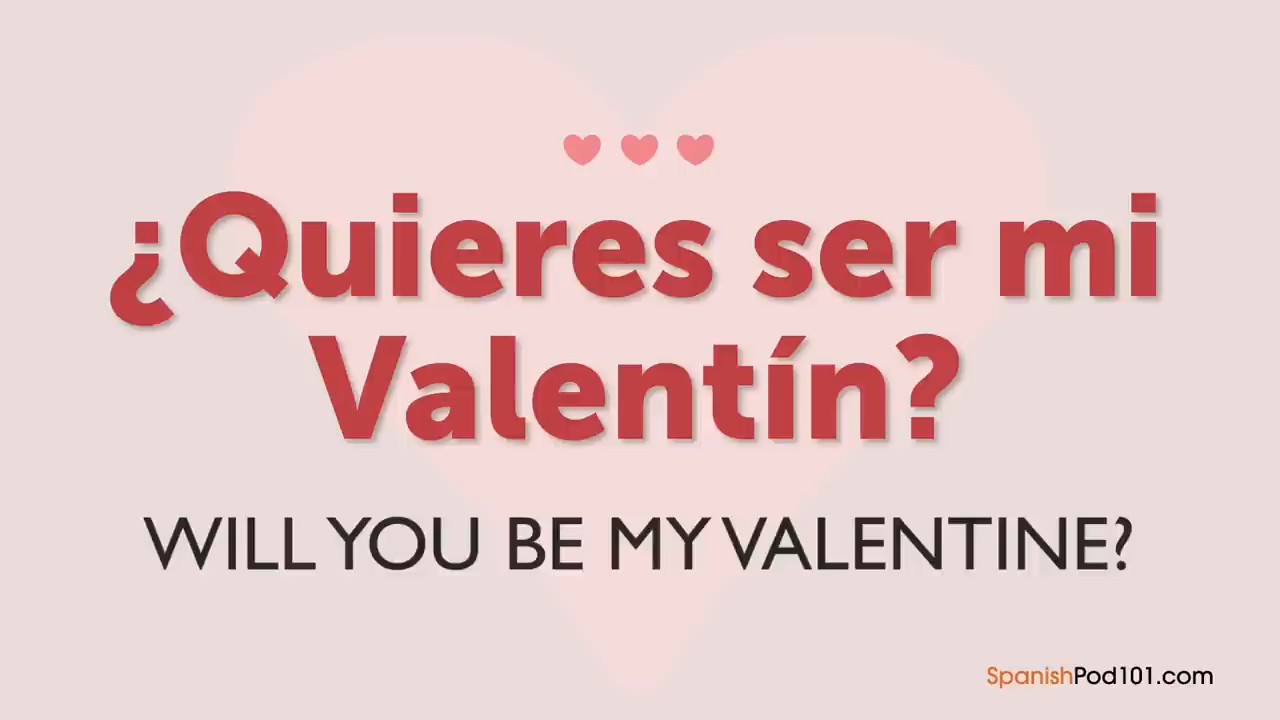 ¿Quieres ser mi
Valentín?
WILL YOU BE MY VALENTINE?
SpanishPod101.com